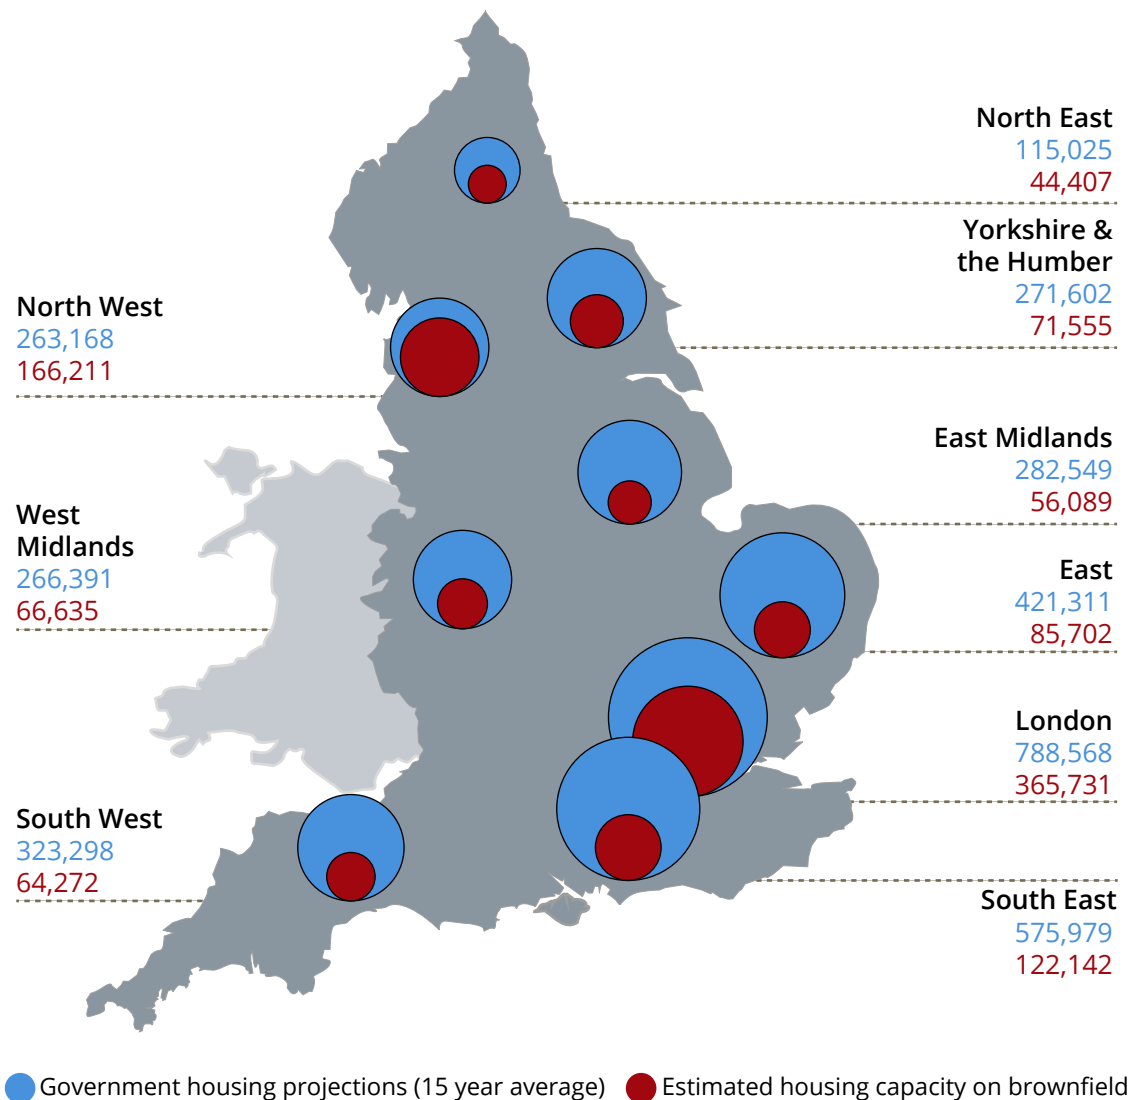 North East
115,025
44,407
Yorkshire &
the Humber
271,602
71,555
North West
263,168
166,211
East Midlands
282,549
56,089
West
Midlands
266,391
66,635
East
421,311
85,702
London
788,568
365,731
South West
323,298
64,272
South East
575,979
122,142
Government housing projections (15 year average)
Estimated housing capacity on brownfield